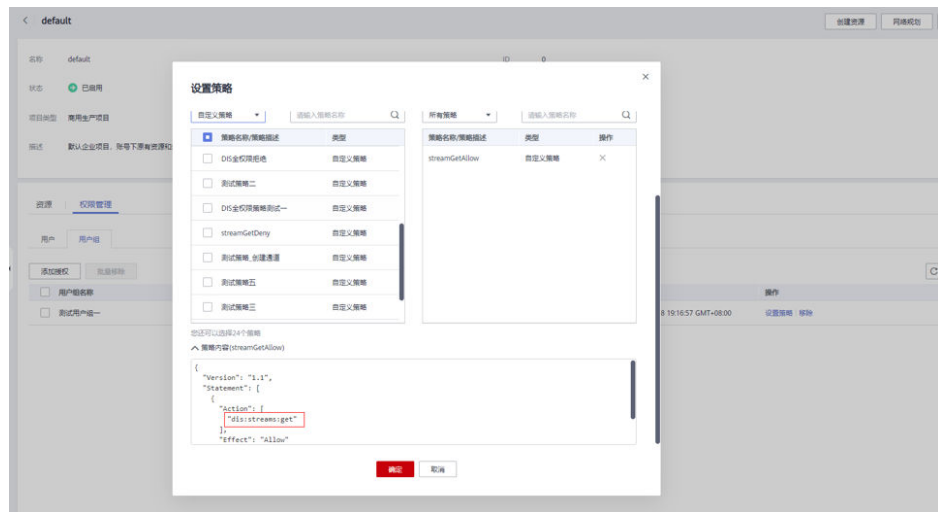 default
创建资源 网络规划
名称 default ID 0
状态 已启用
项目类型 商用生产项目
描述 默认企业项目，账号下原有资源和
资源 权限管理
用户 用户组
添加授权 批量移除
用户组名称 操作
测试用户组一 8 19:16:57 GMT+08:00 设置策略 移除
设置策略
自定义策略 请输入策略名称 所有策略 请输入策略名称
策略名称/策略描述 类型 策略名称/策略描述 类型 操作
DIS全权限拒绝 自定义策略 streamGetAllow 自定义策略
测试策略二 自定义策略
DIS全权限策略测试一 自定义策略
streamGetDeny 自定义策略
测试策略_创建通道 自定义策略
测试策略五 自定义策略
测试策略三 自定义策略
您还可以选择24个策略
策略内容(streamGetAllow)
{
"Version": "1.1",
"Statement": [
{
"Action": [
"dis:streams:get"
],
"Effect": "Allow"
确定 取消